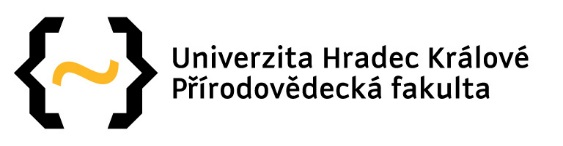 Univerzita Hradec Králové
Přírodovědecká fakulta